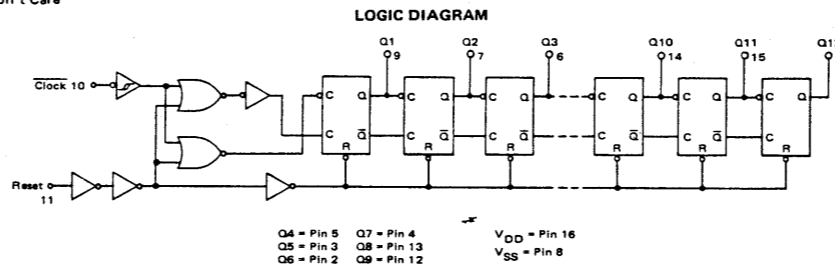 LOGIC DIAGRAM
Q1
9
Q2
7
Q3
6
Q10
14
Q11
15
Clock 10
C Q C Q C Q C Q C Q C Q
C Q C Q C Q C Q C Q C
R R R R R R
Reset
11
Q4 = Pin 5 Q7 = Pin 4
Q5 = Pin 3 Q8 = Pin 13
Q6 = Pin 2 Q9 = Pin 12
VDD = Pin 16
VSS = Pin 8